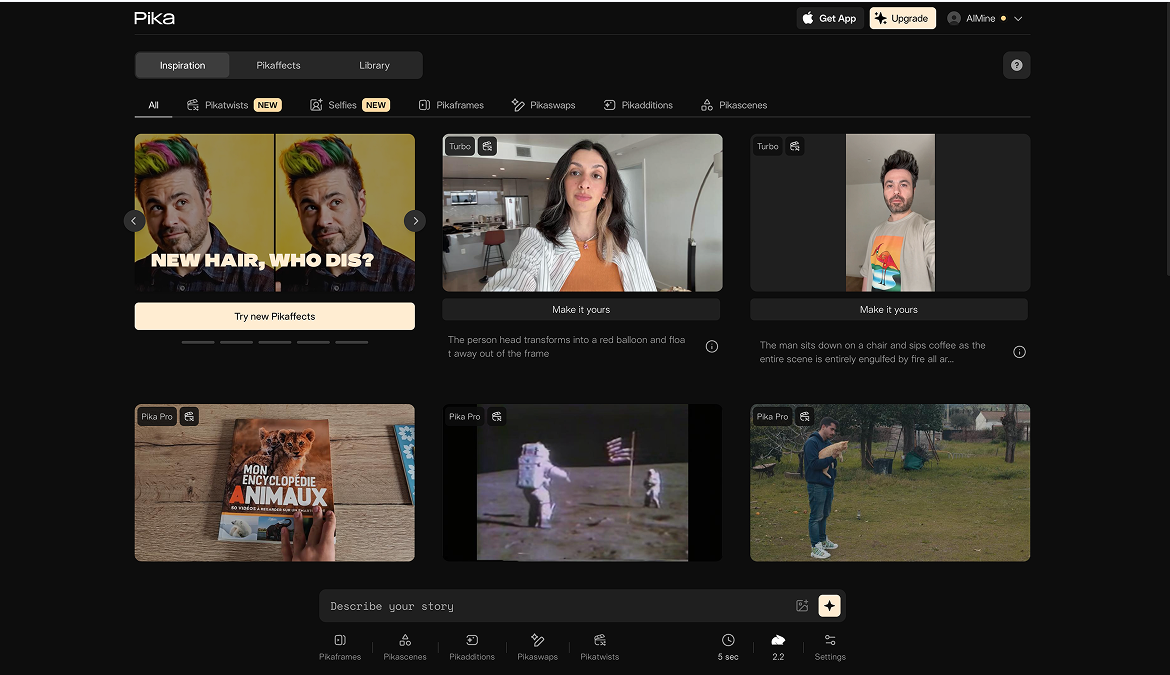 Pika
Get App
Upgrade
AIMine
Inspiration
Pikaffects
Library
?
All
Pikatwists NEW
Selfies NEW
Pikaframes
Pikaswaps
Pikadditions
Pikascenes
NEW HAIR, WHO DIS?
Try new Pikaffects
Turbo
Make it yours
The person head transforms into a red balloon and floa
t away out of the frame
Turbo
Make it yours
The man sits down on a chair and sips coffee as the
entire scene is entirely engulfed by fire all ar...
Pika Pro
MON
ENCYCLOPÉDIE
ANIMAUX
50 VIDÉOS À REGARDER SUR UN
Pika Pro
Pika Pro
Describe your story
Pikaframes
Pikascenes
Pikadditions
Pikaswaps
Pikatwists
5 sec
2.2
Settings